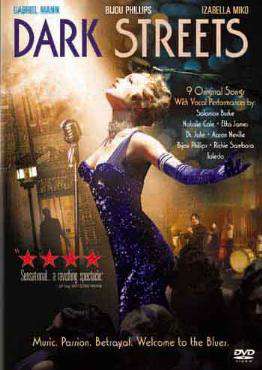 GABRIEL MANN BIJOU PHILLIPS IZABELLA MIKO
DARK STREETS
9 Original Songs
With Vocal Performances by
Solomon Burke
Natalie Cole • Etta James
Dr. John • Aaron Neville
Bijou Phillips • Richie Sambora
Toledo
Sensational...a ravishing spectacle
Music. Passion. Betrayal. Welcome to the Blues.
DVD
VIDEO